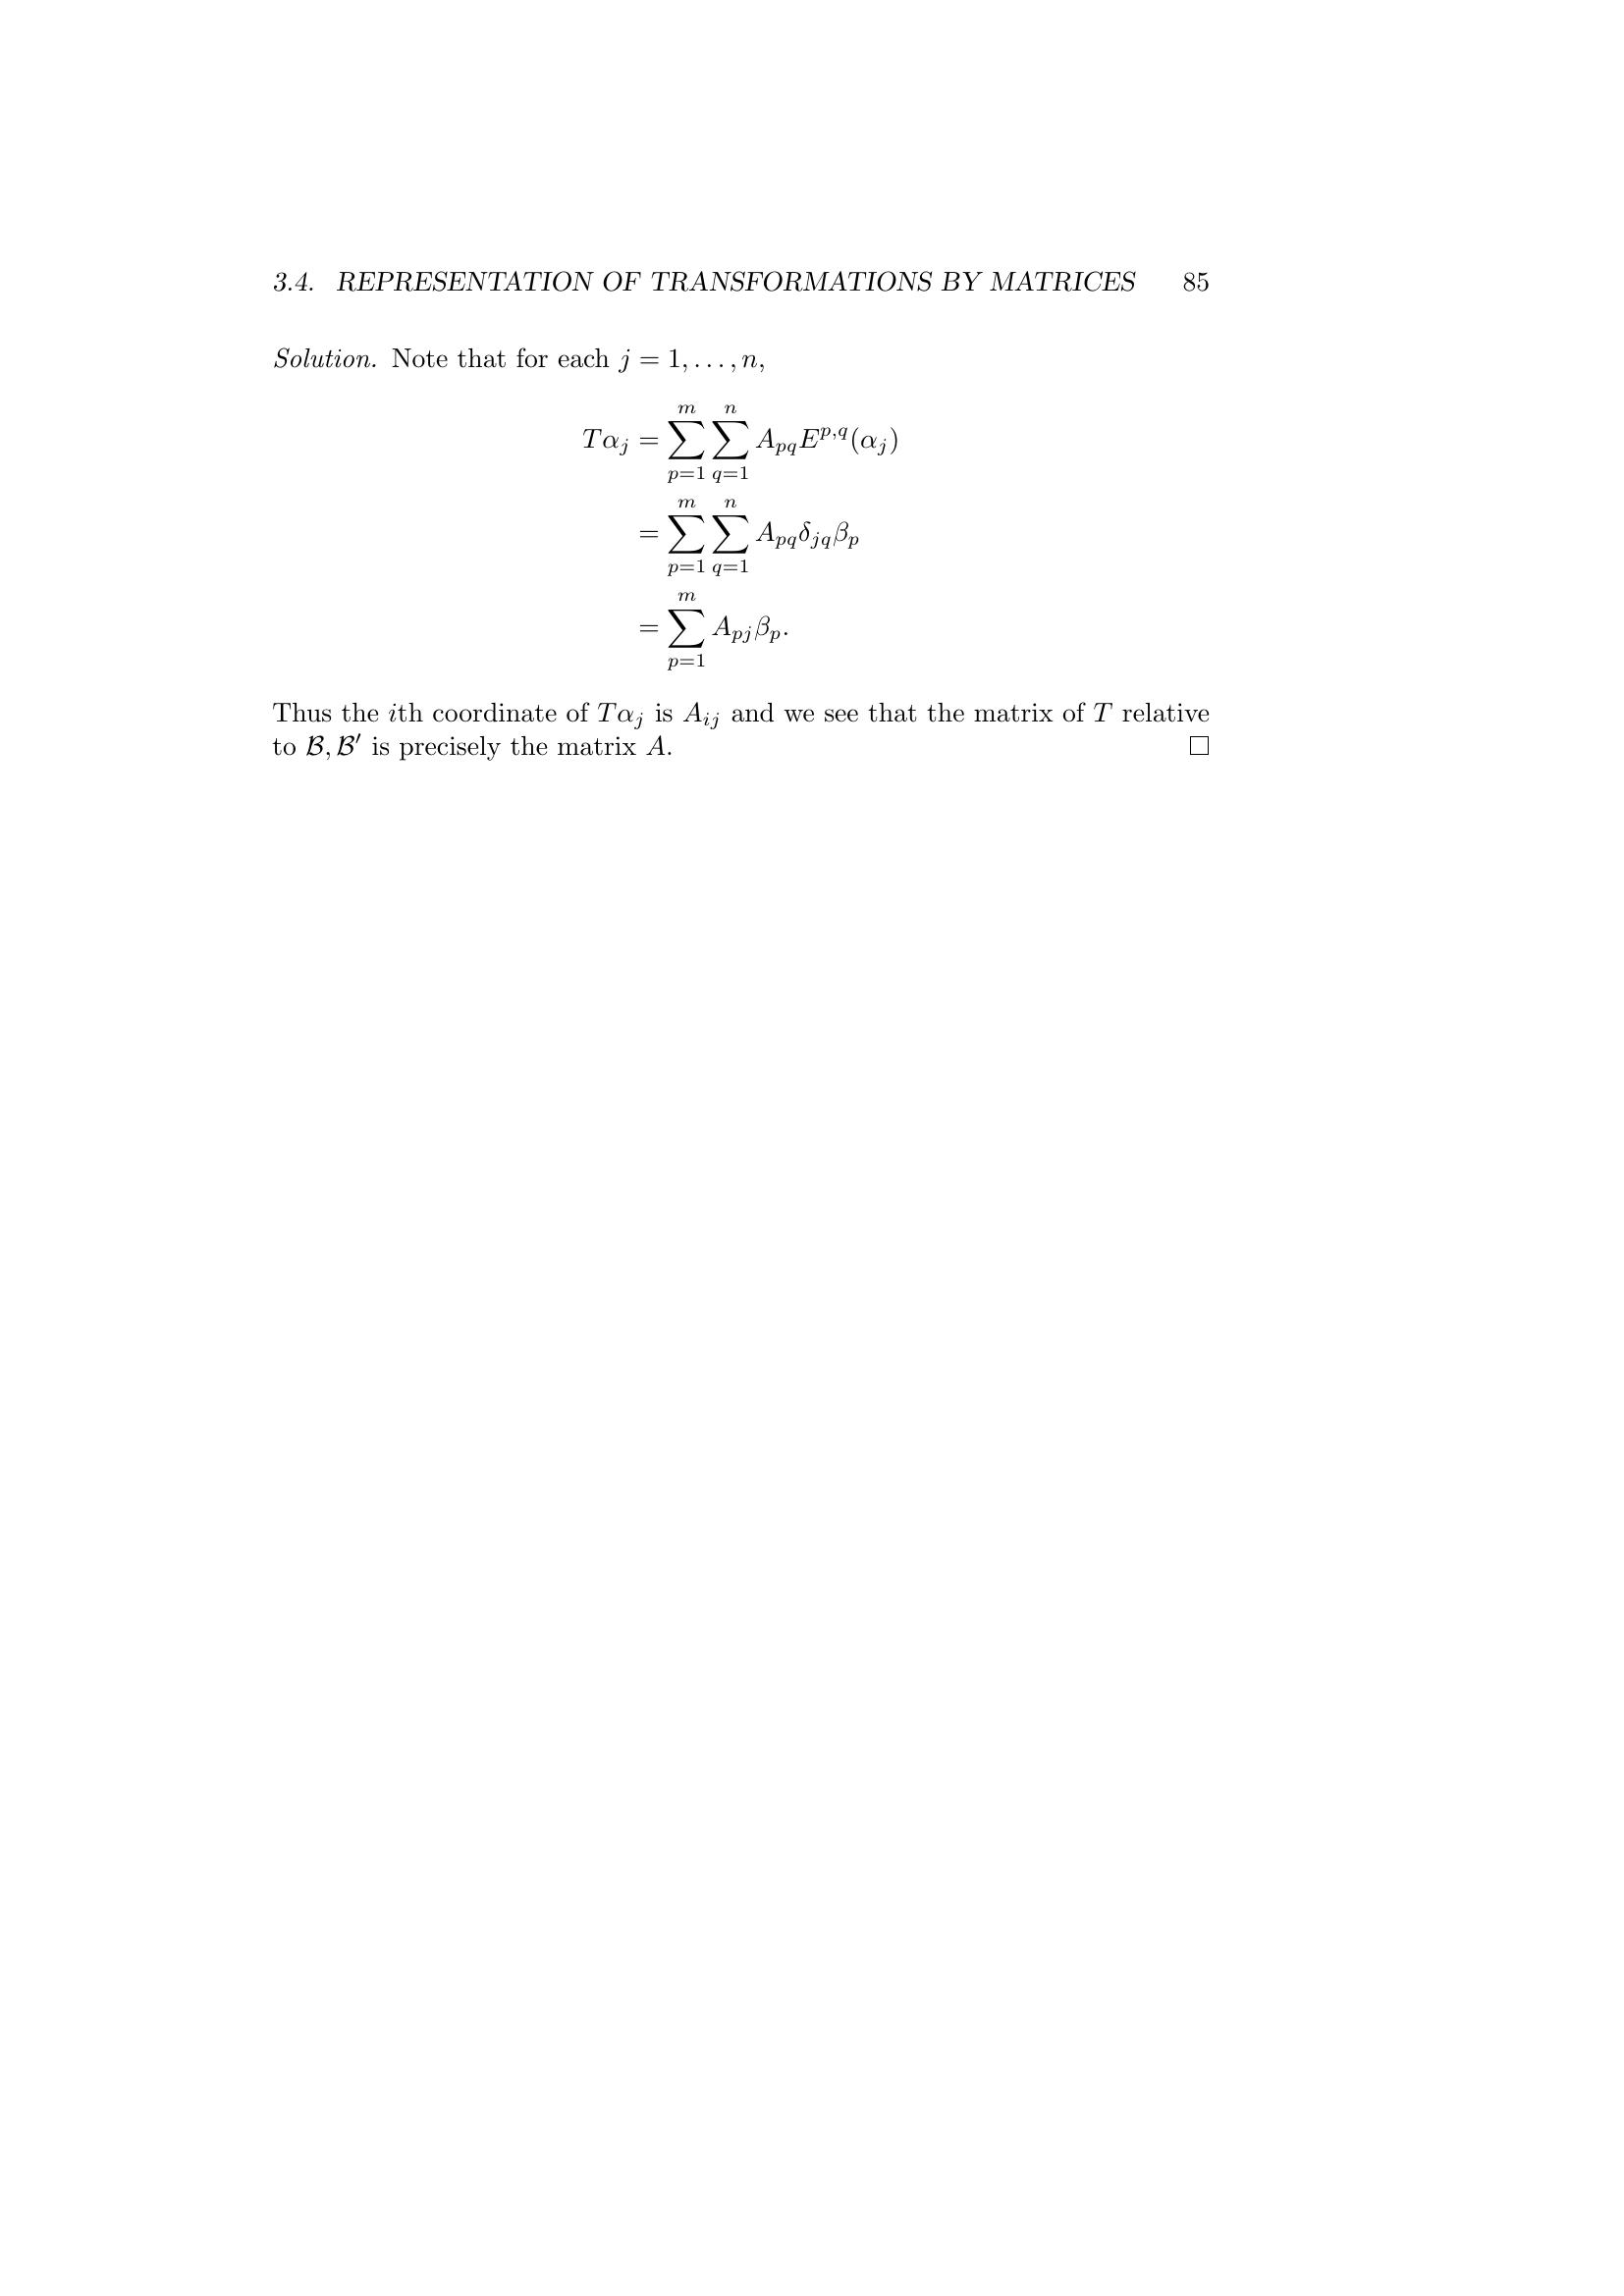 3.4. REPRESENTATION OF TRANSFORMATIONS BY MATRICES 85
Solution. Note that for each j = 1, . . . , n,
$T\alpha_j = \sum_{p=1}^{m} \sum_{q=1}^{n} A_{pq} E^{p,q}(\alpha_j)$
$= \sum_{p=1}^{m} \sum_{q=1}^{n} A_{pq} \delta_{jq} \beta_p$
$= \sum_{p=1}^{m} A_{pj} \beta_p.$
Thus the ith coordinate of $T\alpha_j$ is $A_{ij}$ and we see that the matrix of T relative
to $\mathcal{B}, \mathcal{B}'$ is precisely the matrix A. □